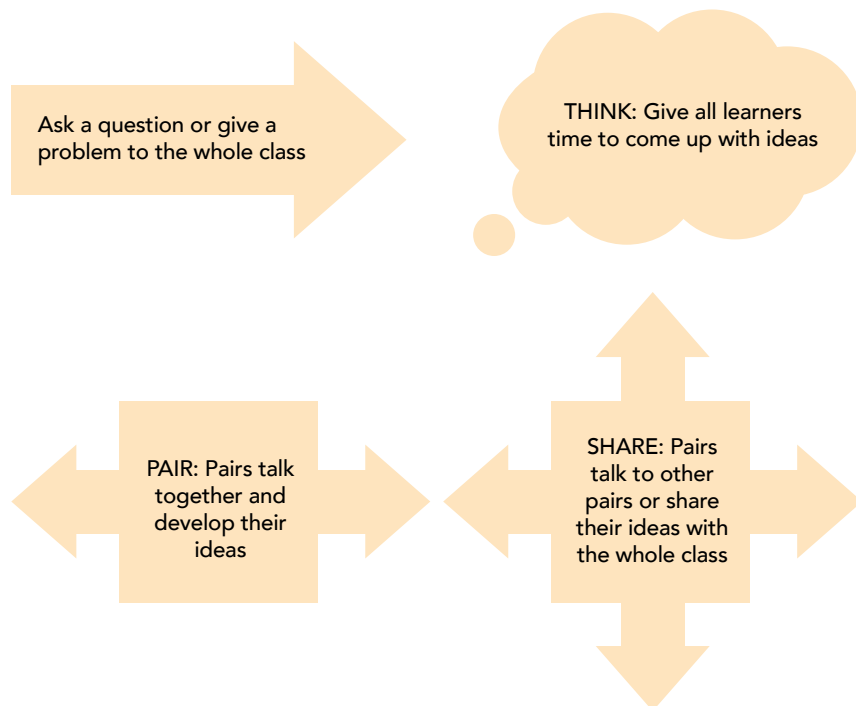 Ask a question or give a
problem to the whole class
THINK: Give all learners
time to come up with ideas
PAIR: Pairs talk
together and
develop their
ideas
SHARE: Pairs
talk to other
pairs or share
their ideas with
the whole class